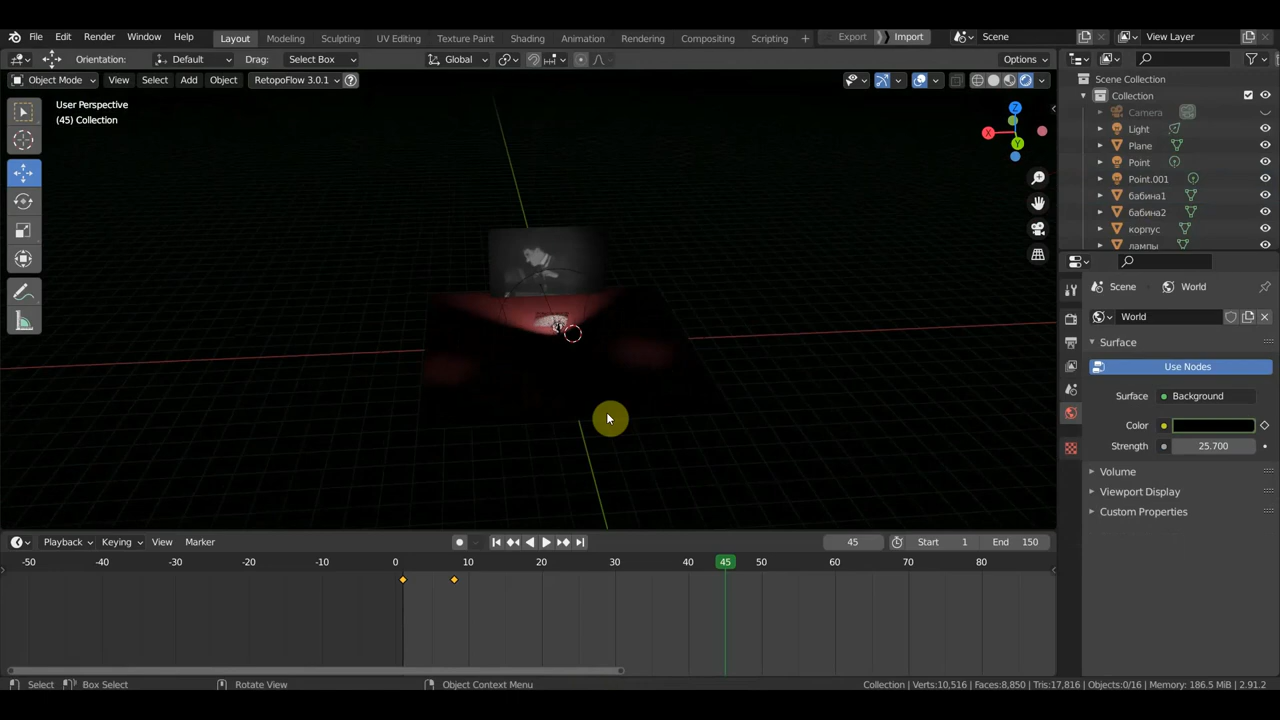 File Edit Render Window Help Layout Modeling Sculpting UV Editing Texture Paint Shading Animation Rendering Compositing Scripting + Export Import Scene View Layer
Orientation: Default Drag: Select Box Global Options
Object Mode View Select Add Object RetopoFlow 3.0.1
User Perspective
(45) Collection
Z
X
Y
Scene Collection
Collection
Camera
Light
Plane
Point
Point.001
бабина1
бабина2
корпус
лампы
Scene World
World
Surface
Use Nodes
Surface Background
Color
Strength 25.700
Volume
Viewport Display
Custom Properties
Playback Keying View Marker 45 Start 1 End 150
-50 -40 -30 -20 -10 0 10 20 30 40 45 50 60 70 80
Select Box Select Rotate View Object Context Menu Collection | Verts:10,516 | Faces:8,850 | Tris:17,816 | Objects:0/16 | Memory: 186.5 MiB | 2.91.2